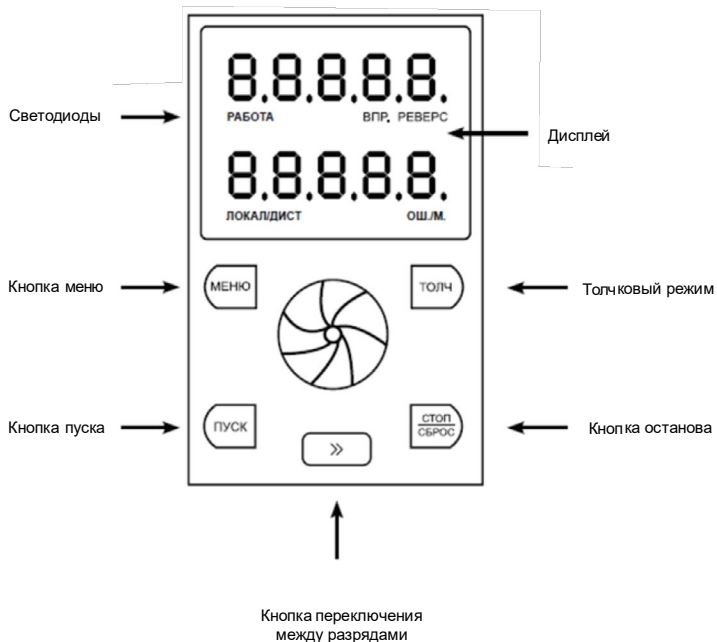 8.8.8.8.8.
РАБОТА ВПР. РЕВЕРС
Светодиоды
Дисплей
8.8.8.8.8.
ЛОКАЛ/ДИСТ ОШ./М.
Кнопка меню
МЕНЮ
ТОЛЧ
Толчковый режим
Кнопка пуска
ПУСК
СТОП
СБРОС
Кнопка останова
»
Кнопка переключения
между разрядами